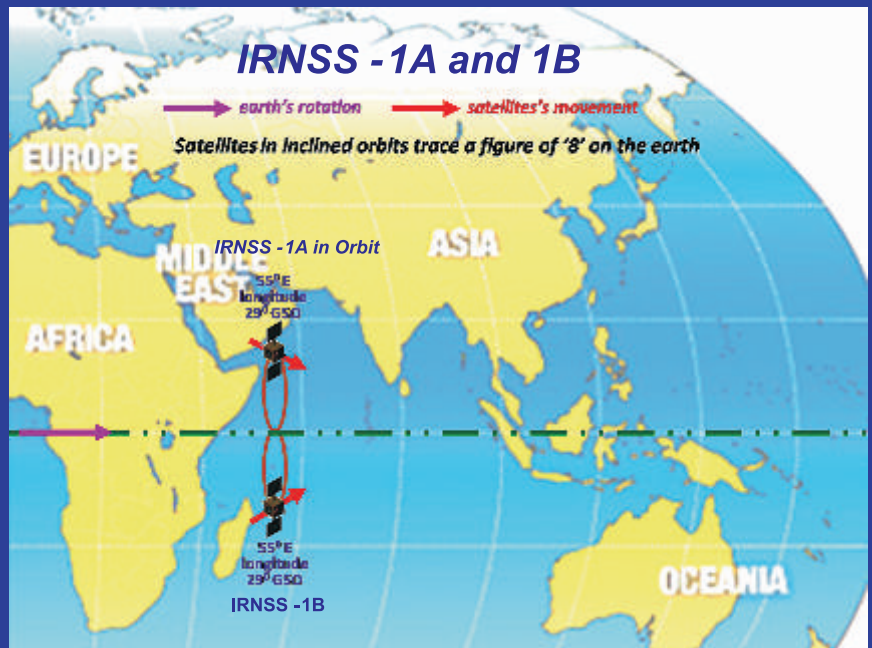 IRNSS -1A and 1B
earth's rotation
satellites's movement
Satellites in inclined orbits trace a figure of '8' on the earth
EUROPE
IRNSS -1A in Orbit
ASIA
MIDDLE
EAST
55°E
longitude
29° GSO
AFRICA
55°E
longitude
29° GSO
IRNSS -1B
OCEANIA